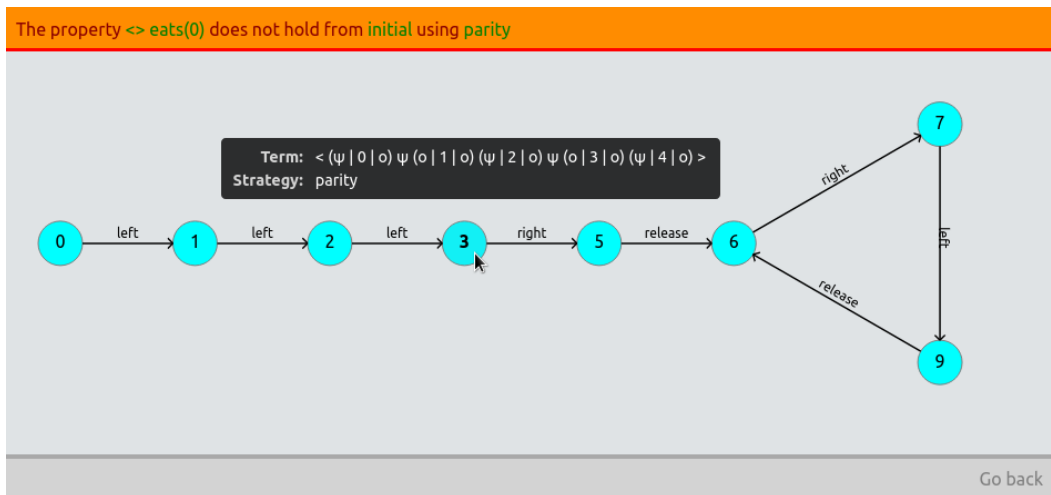 The property <> eats(0) does not hold from initial using parity
7
Term: < (ψ | 0 | o) ψ (o | 1 | o) (ψ | 2 | o) ψ (o | 3 | o) (ψ | 4 | o) >
Strategy: parity
right
0 left 1 left 2 left 3 right 5 release 6
left
release
9
Go back